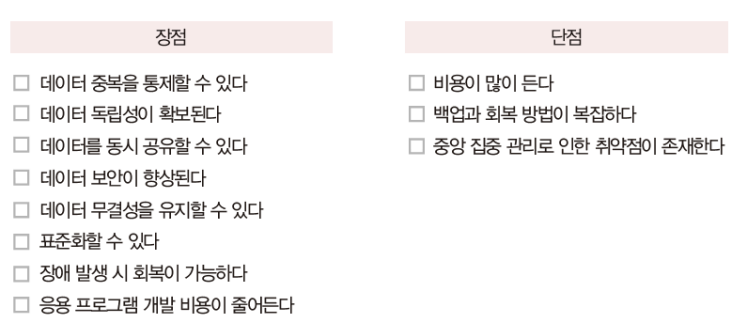 장점
데이터 중복을 통제할 수 있다
데이터 독립성이 확보된다
데이터를 동시 공유할 수 있다
데이터 보안이 향상된다
데이터 무결성을 유지할 수 있다
표준화할 수 있다
장애 발생 시 회복이 가능하다
응용 프로그램 개발 비용이 줄어든다
단점
비용이 많이 든다
백업과 회복 방법이 복잡하다
중앙 집중 관리로 인한 취약점이 존재한다